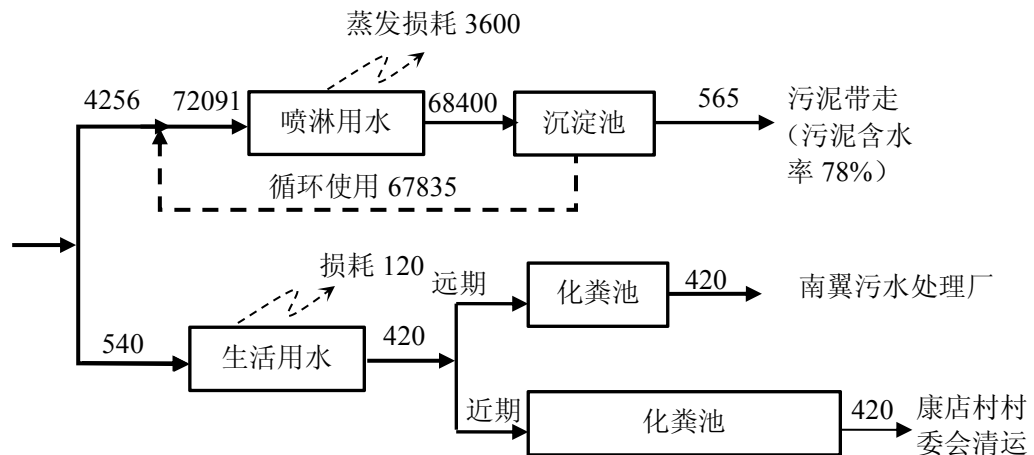 蒸发损耗 3600
4256
72091
喷淋用水
68400
沉淀池
565
污泥带走
（污泥含水
率 78%）
循环使用 67835
损耗 120
远期
化粪池
420
南翼污水处理厂
540
生活用水
420
近期
化粪池
420
康店村村
委会清运